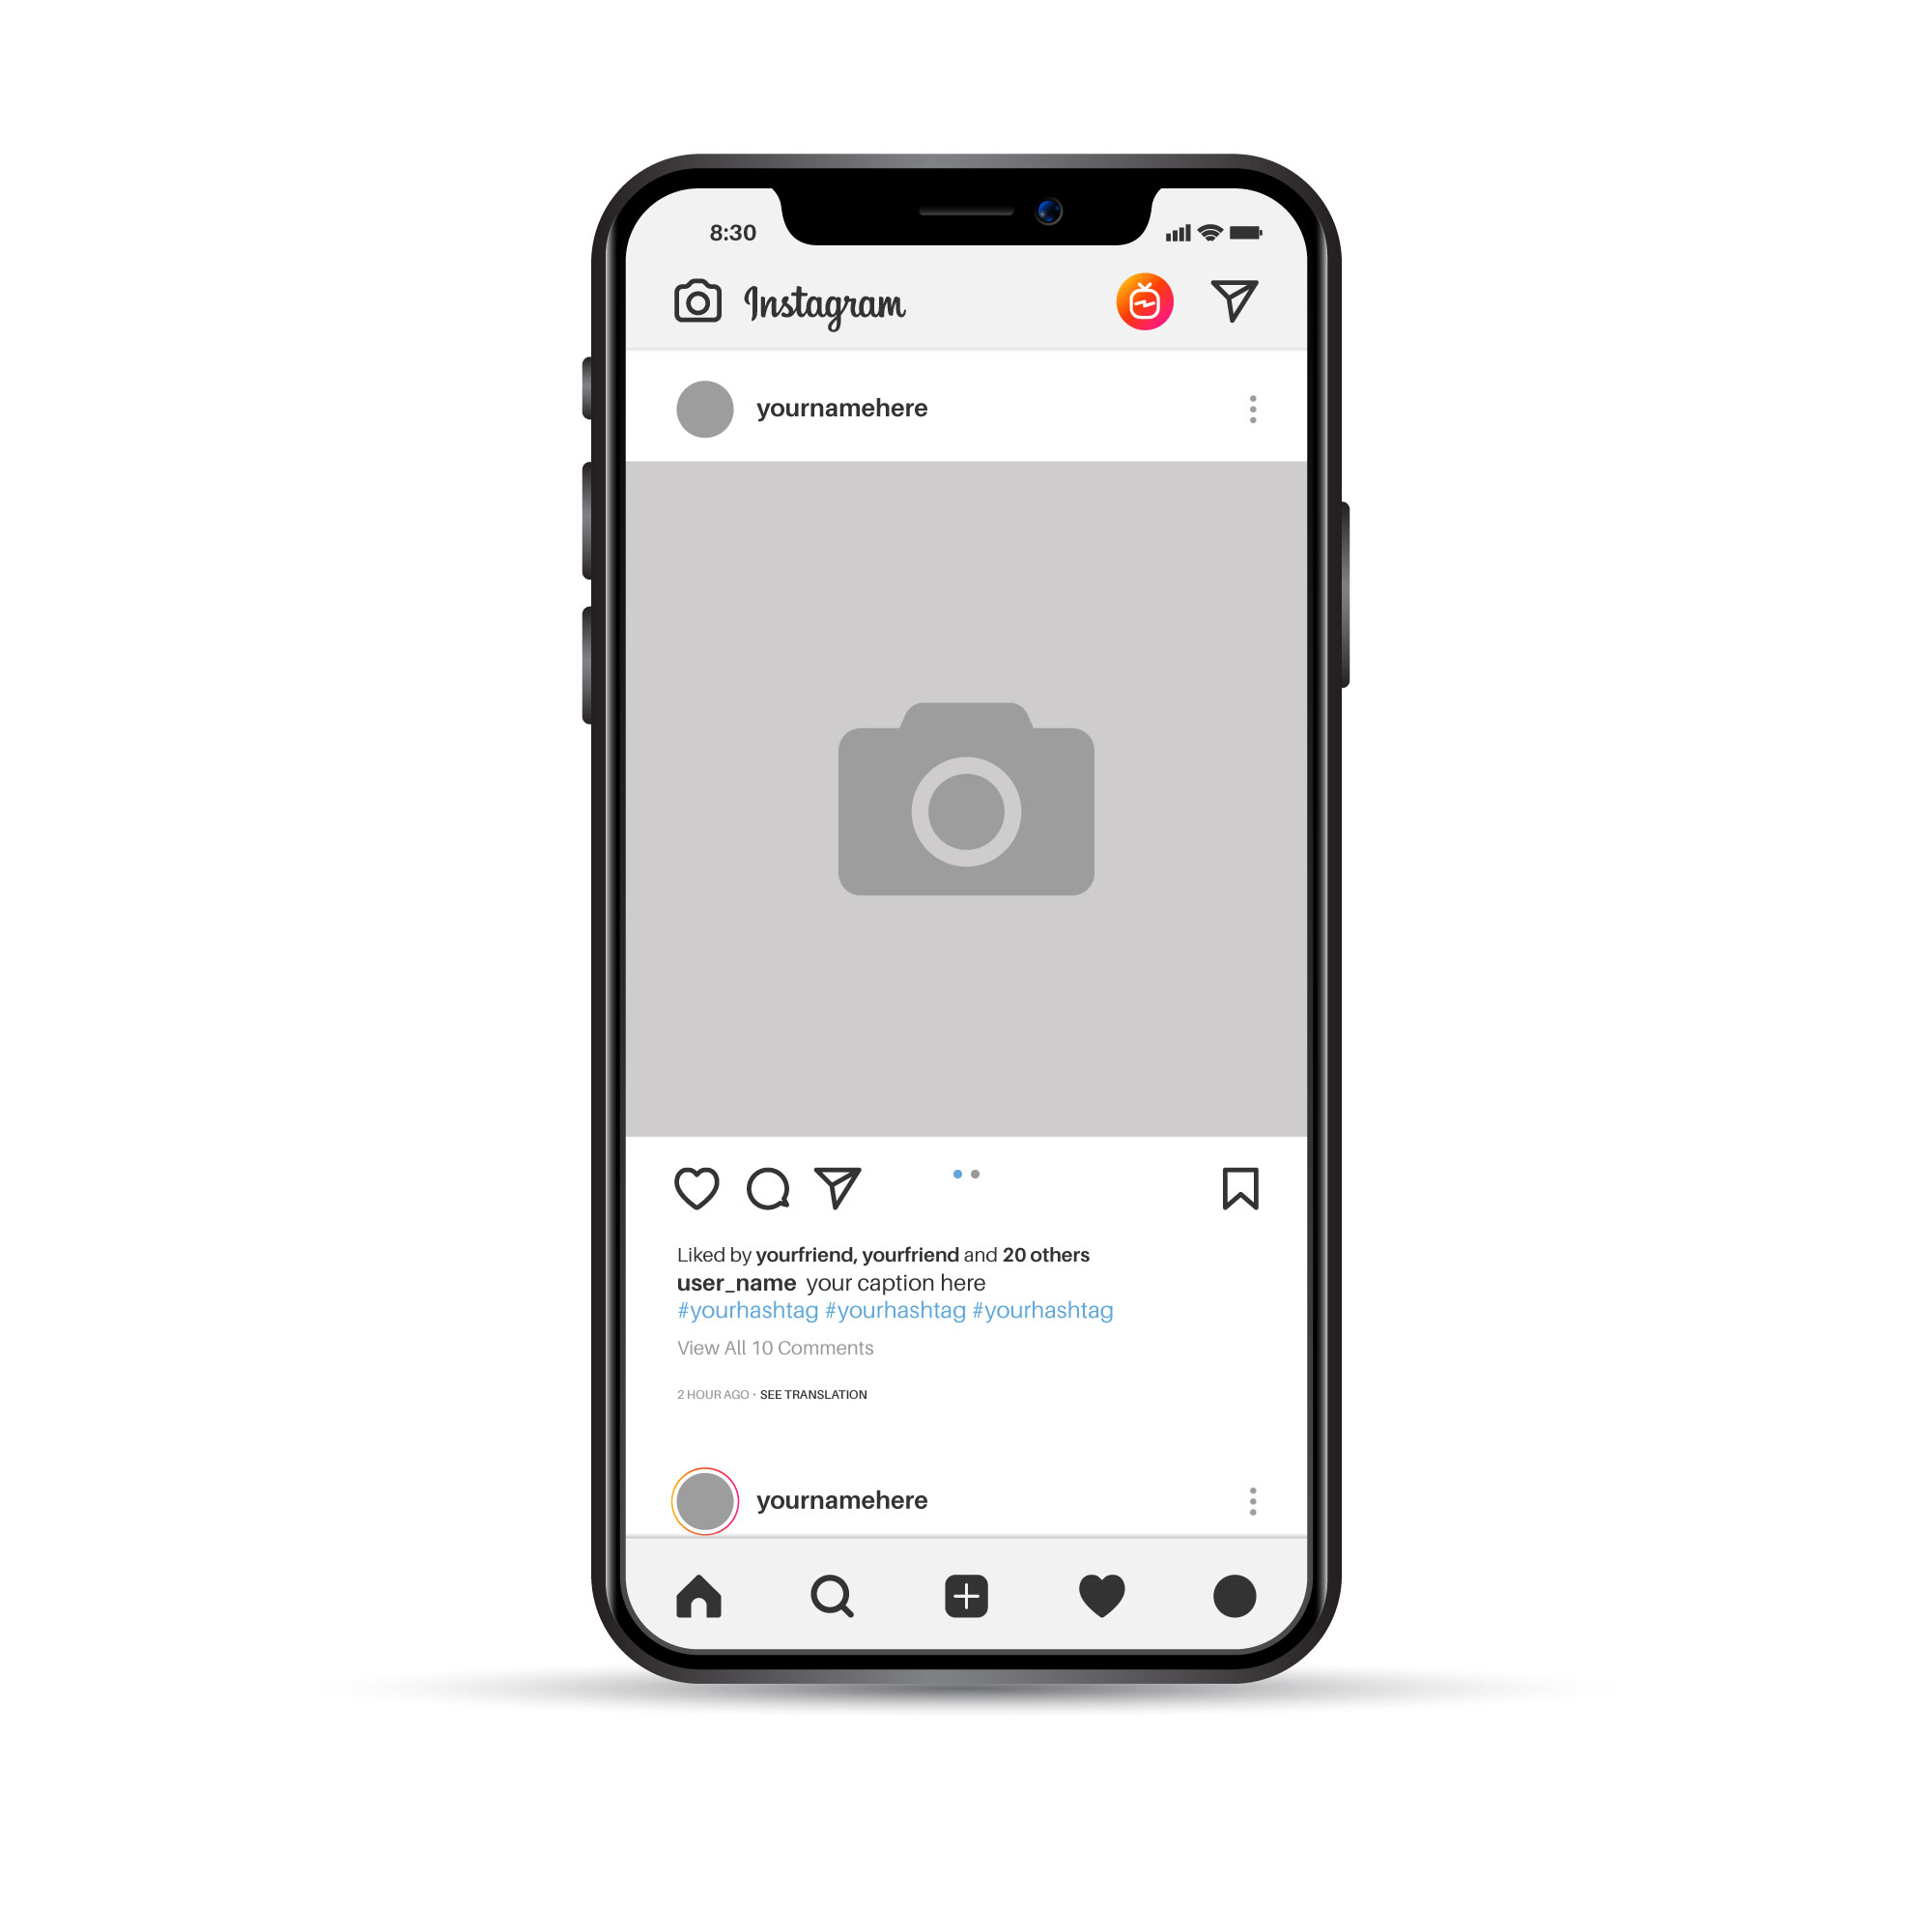 8:30
Instagram
yournamehere
Liked by yourfriend, yourfriend and 20 others
user_name your caption here
#yourhashtag #yourhashtag #yourhashtag
View All 10 Comments
2 HOUR AGO · SEE TRANSLATION
yournamehere